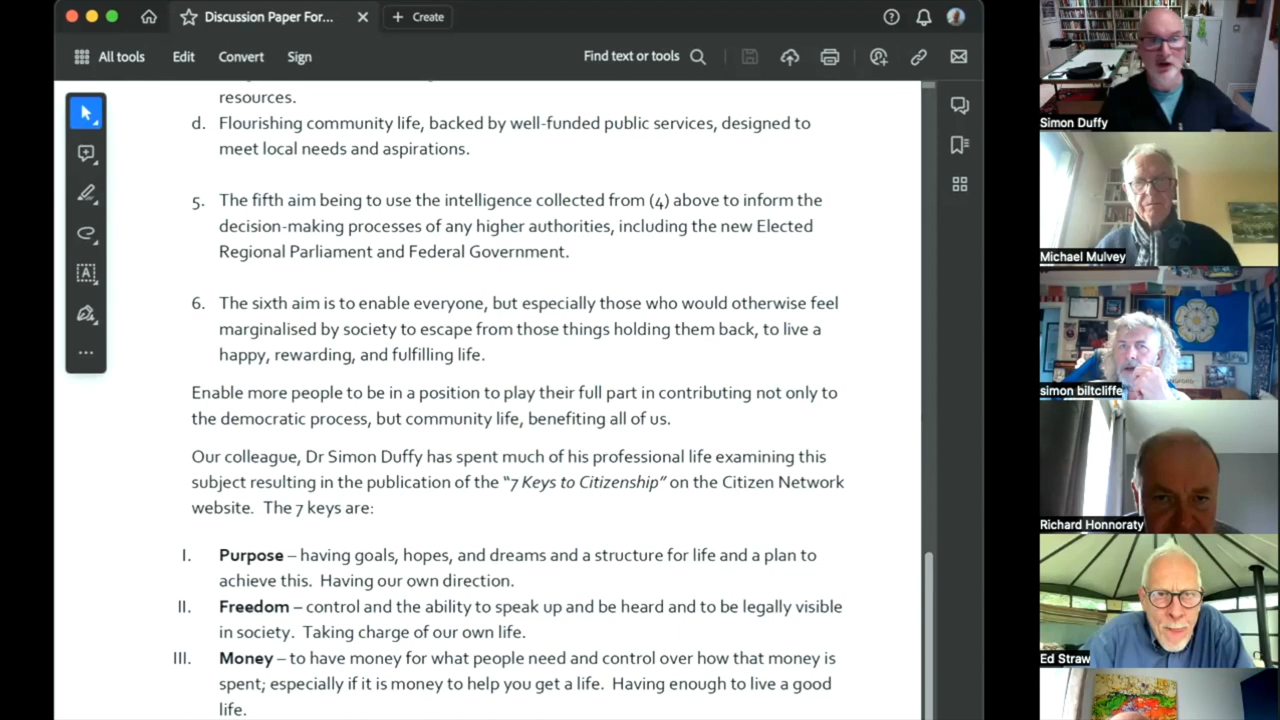 Discussion Paper For...
Create
All tools
Edit
Convert
Sign
Find text or tools
resources.
d. Flourishing community life, backed by well-funded public services, designed to
meet local needs and aspirations.
5. The fifth aim being to use the intelligence collected from (4) above to inform the
decision-making processes of any higher authorities, including the new Elected
Regional Parliament and Federal Government.
6. The sixth aim is to enable everyone, but especially those who would otherwise feel
marginalised by society to escape from those things holding them back, to live a
happy, rewarding, and fulfilling life.
Enable more people to be in a position to play their full part in contributing not only to
the democratic process, but community life, benefiting all of us.
Our colleague, Dr Simon Duffy has spent much of his professional life examining this
subject resulting in the publication of the “7 Keys to Citizenship” on the Citizen Network
website. The 7 keys are:
I. Purpose – having goals, hopes, and dreams and a structure for life and a plan to
achieve this. Having our own direction.
II. Freedom – control and the ability to speak up and be heard and to be legally visible
in society. Taking charge of our own life.
III. Money – to have money for what people need and control over how that money is
spent; especially if it is money to help you get a life. Having enough to live a good
life.
Simon Duffy
Michael Mulvey
simon biltcliffe
Richard Honnoraty
Ed Straw